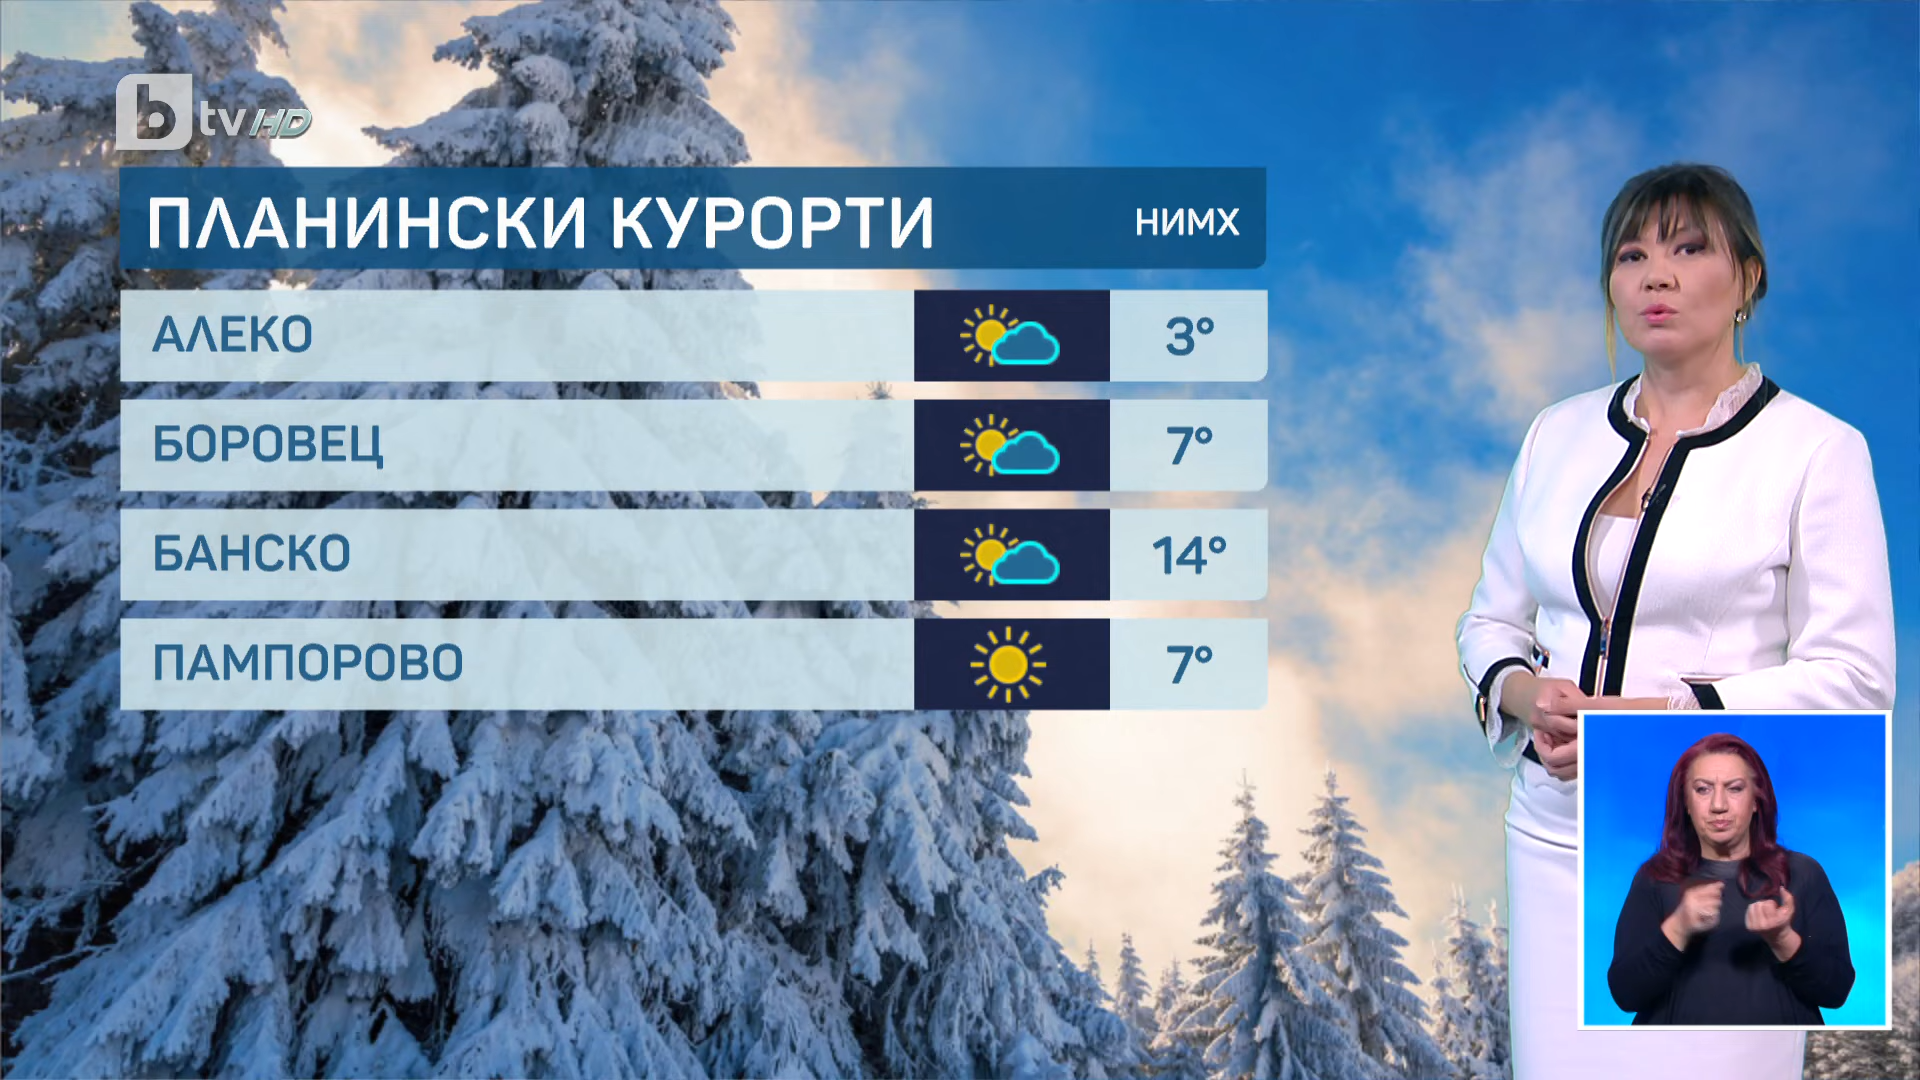 btv HD
ПЛАНИНСКИ КУРОРТИ НИМХ
АЛЕКО 3°
БОРОВЕЦ 7°
БАНСКО 14°
ПАМПОРОВО 7°